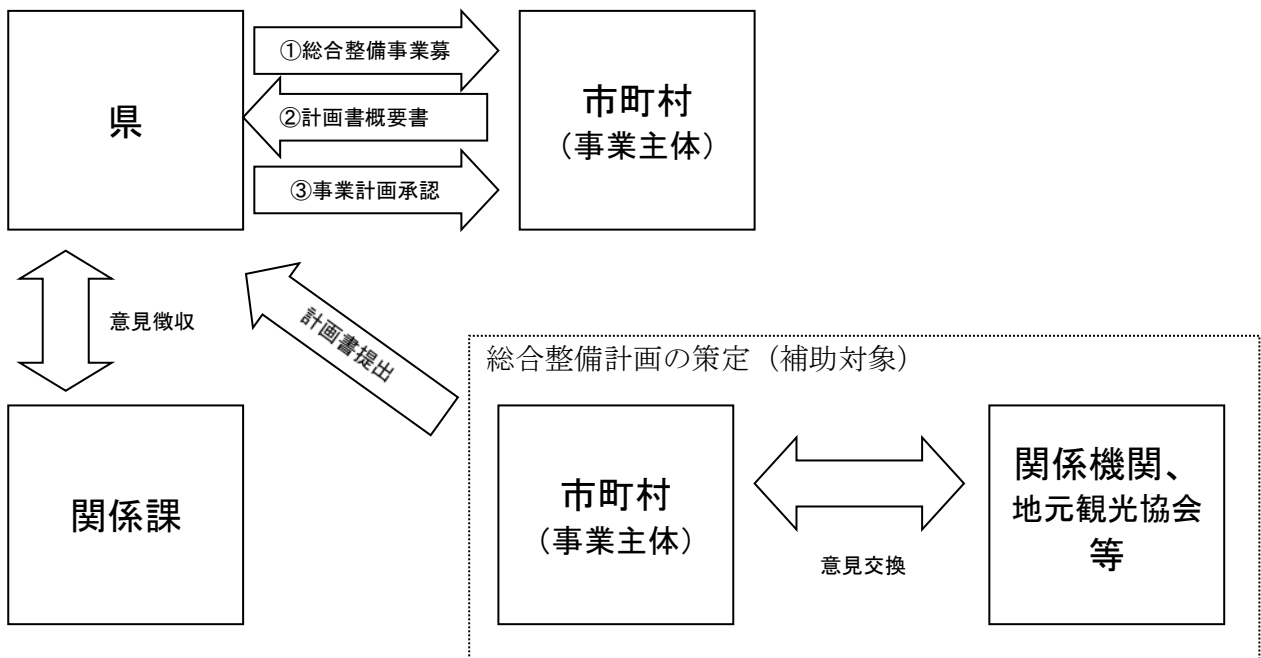 県
①総合整備事業募
②計画書概要書
③事業計画承認
市町村
（事業主体）
意見徴収
計画書提出
関係課
総合整備計画の策定（補助対象）
市町村
（事業主体）
意見交換
関係機関、
地元観光協会
等